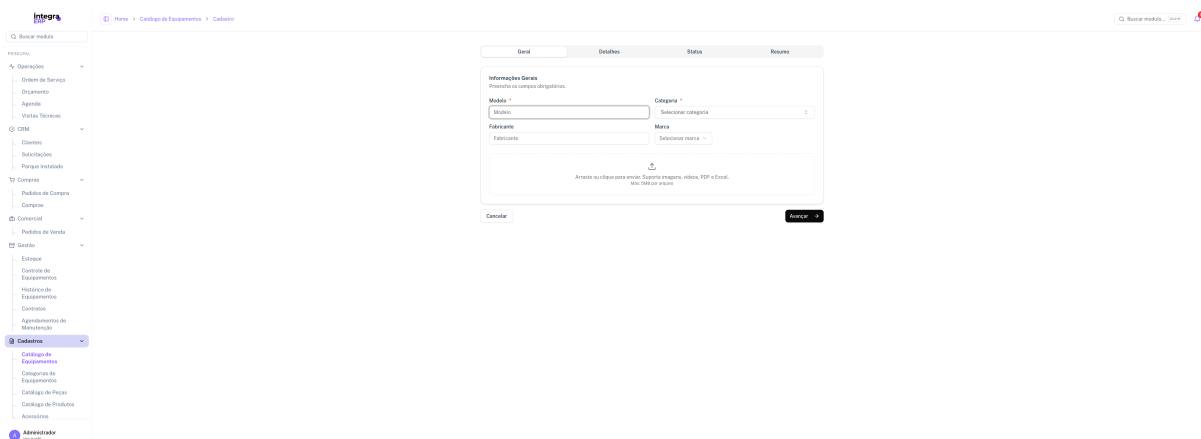 integra
ERP
Buscar modulo
PRINCIPAL
Operações
Ordem de Serviço
Orçamento
Agenda
Visitas Técnicas
CRM
Clientes
Solicitações
Parque Instalado
Compras
Pedidos de Compra
Compras
Comercial
Pedidos de Venda
Gestão
Estoque
Controle de
Equipamentos
Histórico de
Equipamentos
Contratos
Agendamentos de
Manutenção
Cadastros
Catálogo de
Equipamentos
Categorias de
Equipamentos
Catálogo de Peças
Catálogo de Produtos
Acessórios
A
Administrador
Home > Catálogo de Equipamentos > Cadastro
Buscar modulo...
Geral Detalhes Status Resumo
Informações Gerais
Preencha os campos obrigatórios.
Modelo * Categoria *
Modelo Selecionar categoria
Fabricante Marca
Fabricante Selecionar marca
Arraste ou clique para enviar. Suporta imagens, vídeos, PDF e Excel.
Máx: 5MB por arquivo
Cancelar Avançar